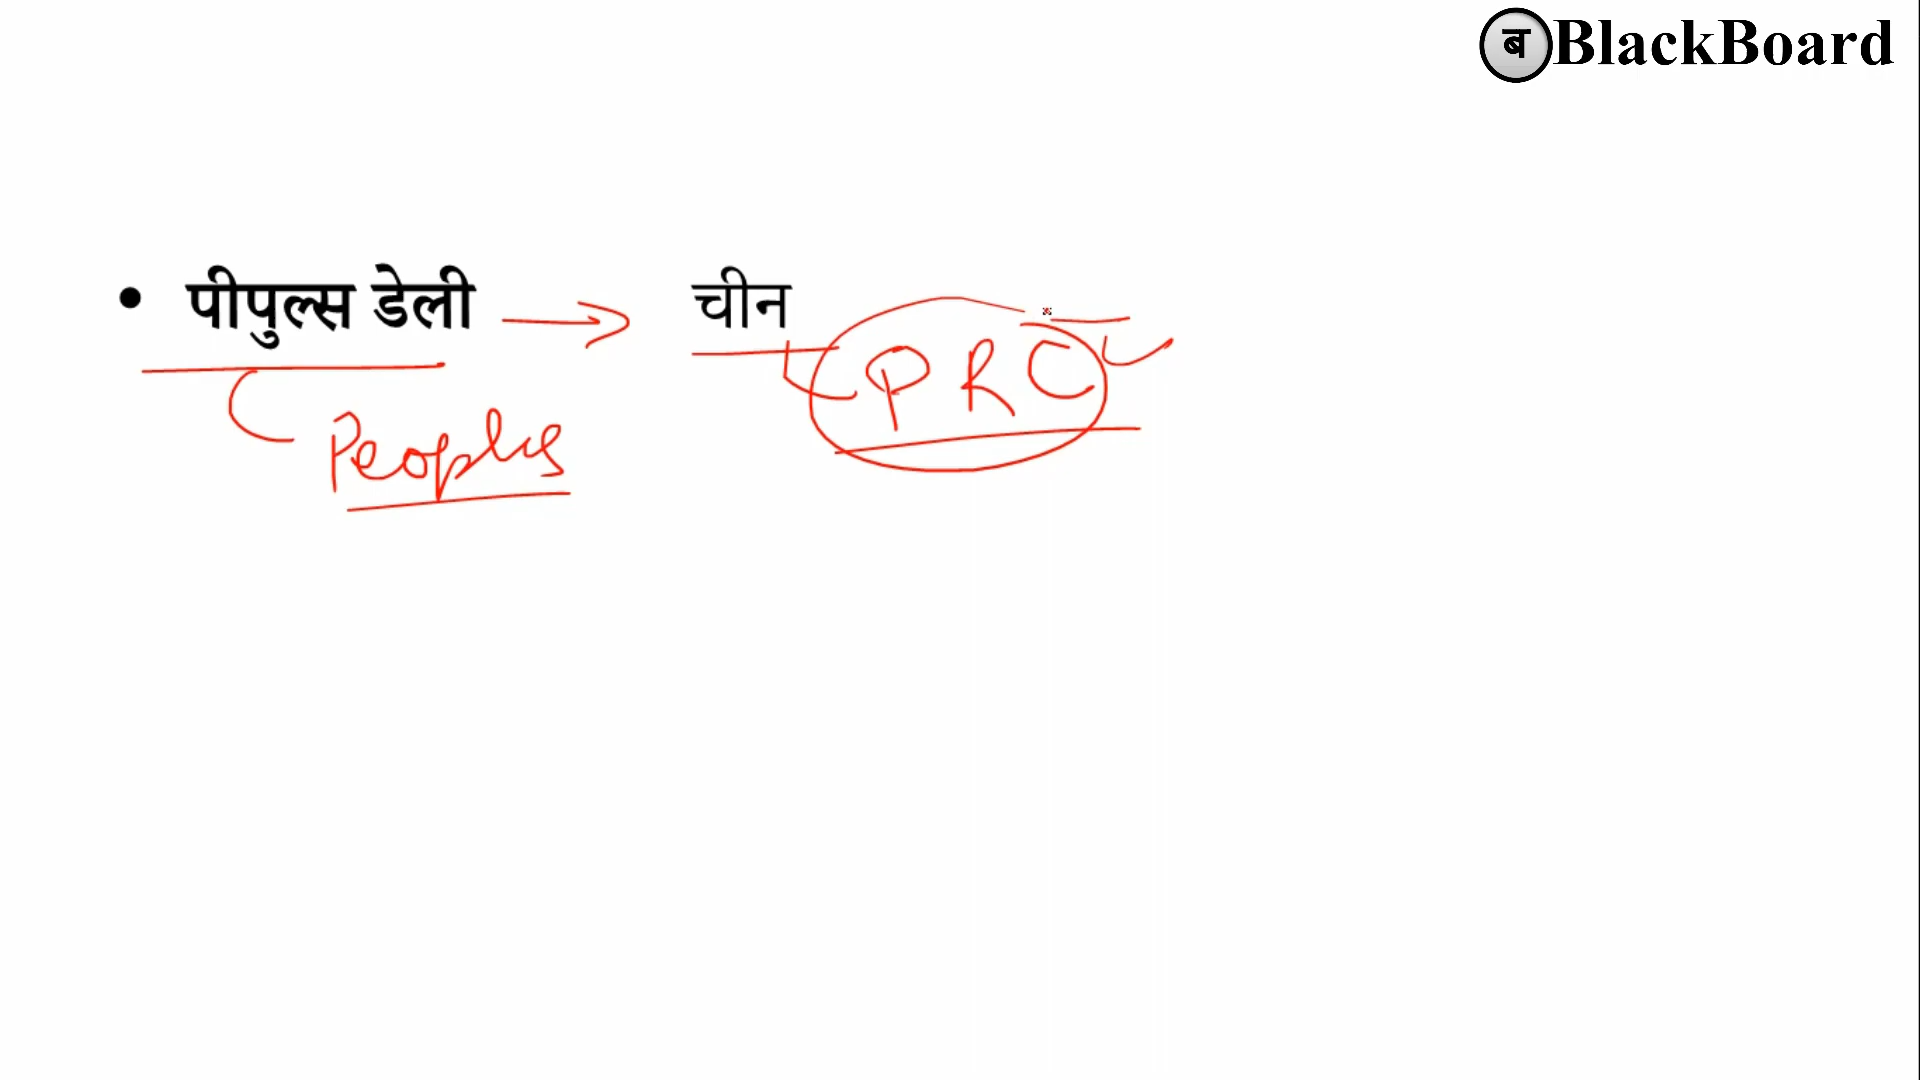 ब BlackBoard
• पीपुल्स डेली → चीन
PRC
Peoples